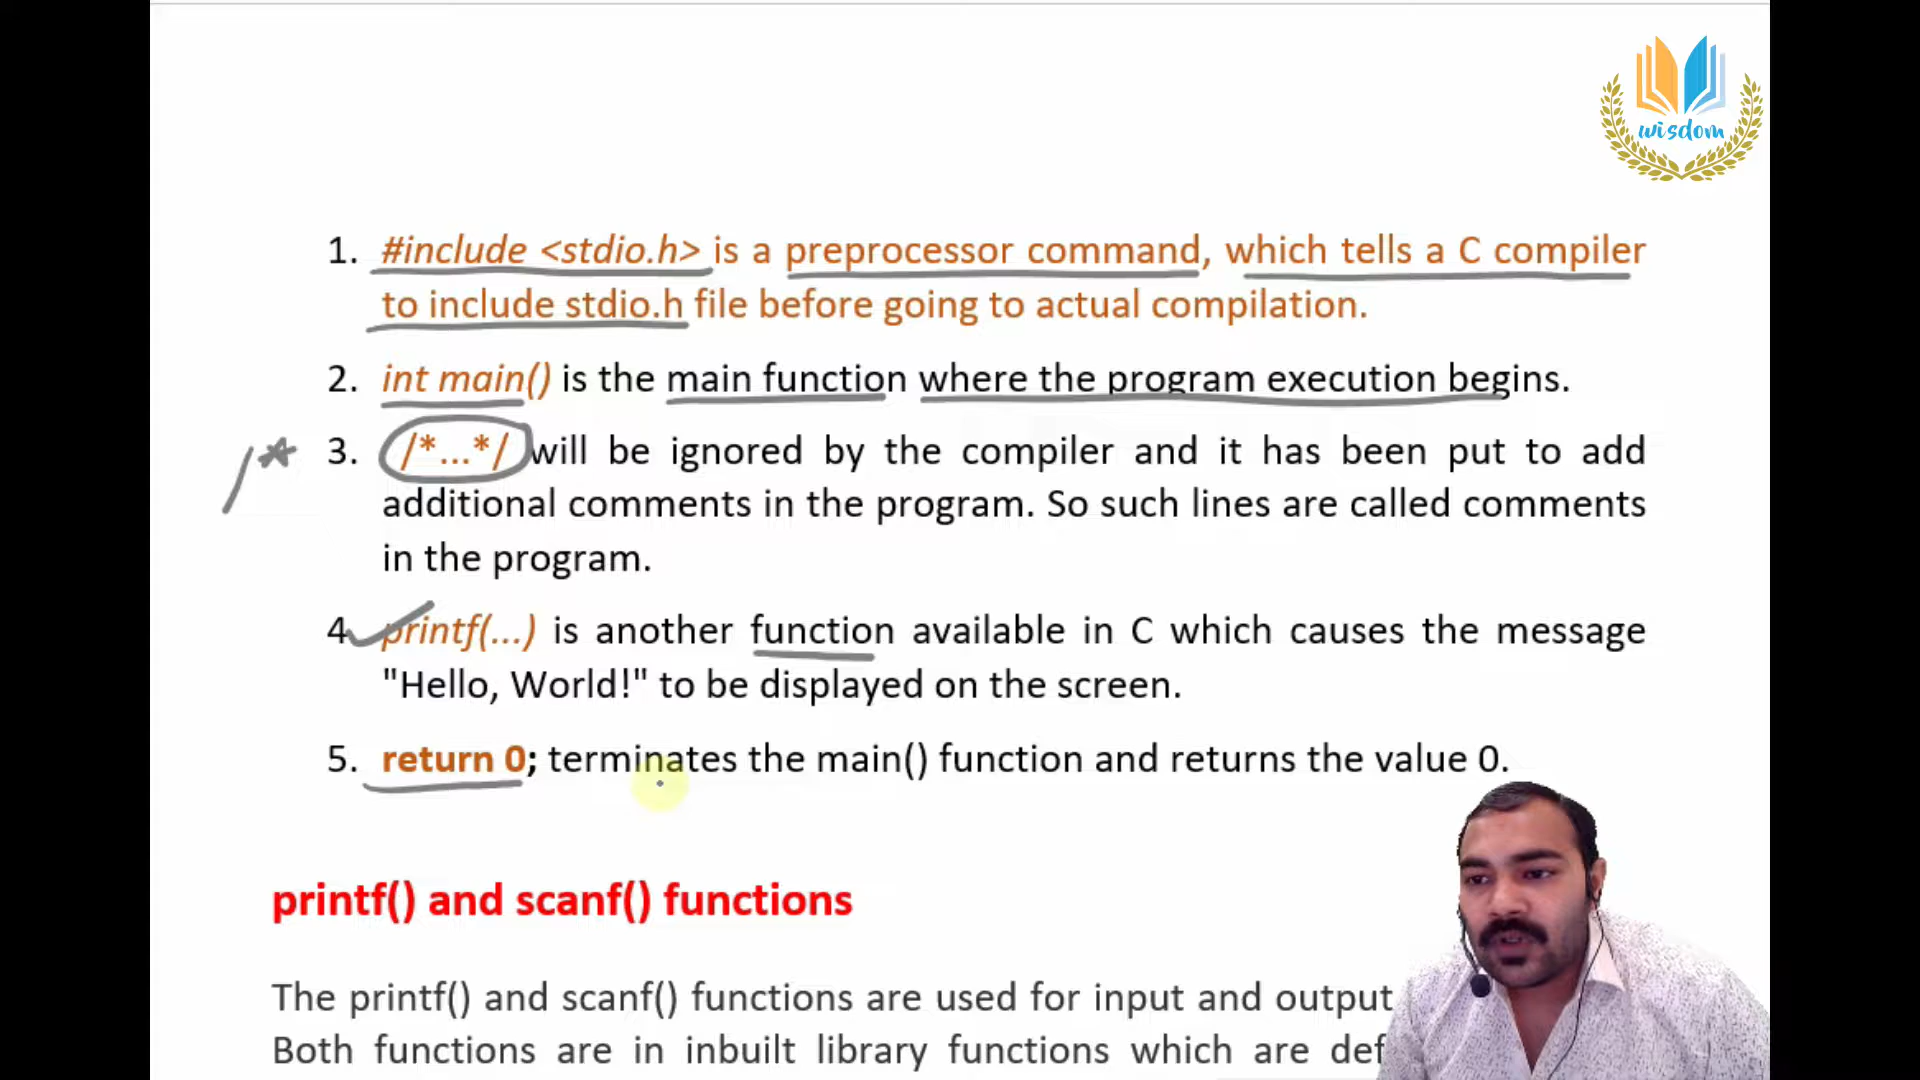 wisdom
1. #include <stdio.h> is a preprocessor command, which tells a C compiler
to include stdio.h file before going to actual compilation.
2. int main() is the main function where the program execution begins.
/*
3. /*...*/ will be ignored by the compiler and it has been put to add
additional comments in the program. So such lines are called comments
in the program.
4. printf(...) is another function available in C which causes the message
"Hello, World!" to be displayed on the screen.
5. return 0; terminates the main() function and returns the value 0.
printf() and scanf() functions
The printf() and scanf() functions are used for input and output
Both functions are in inbuilt library functions which are def